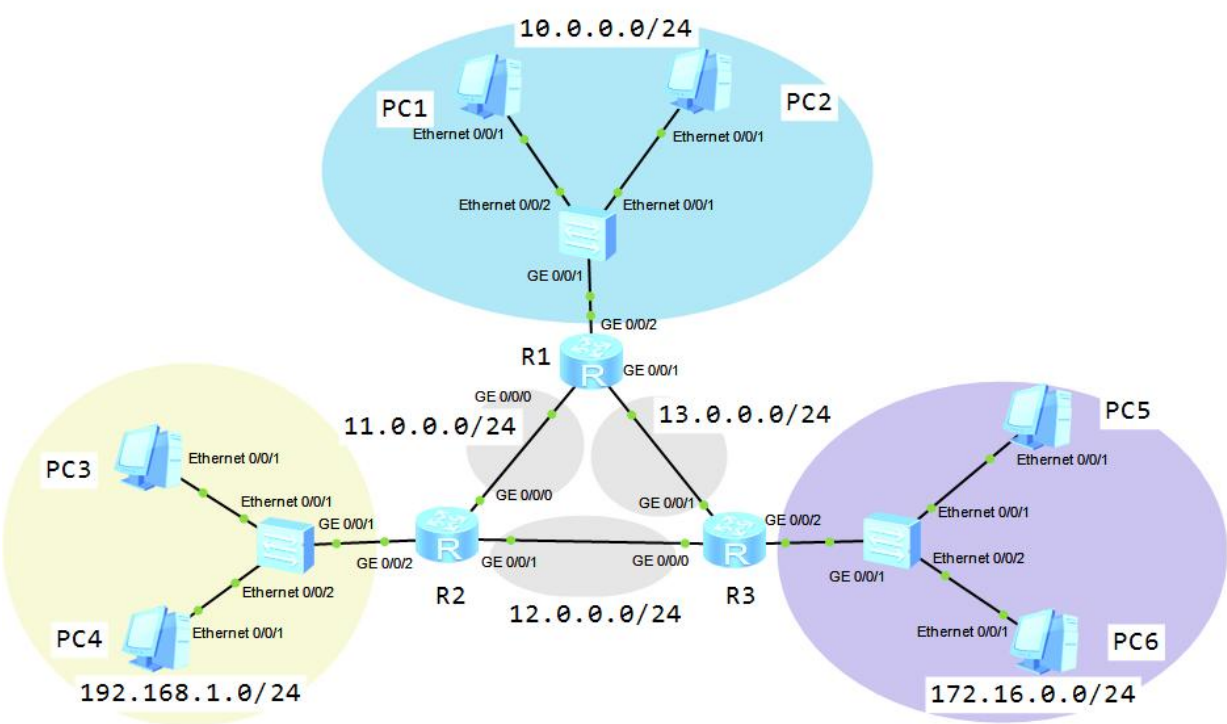 10.0.0.0/24
PC1
PC2
Ethernet 0/0/1
Ethernet 0/0/1
Ethernet 0/0/2
Ethernet 0/0/1
GE 0/0/1
GE 0/0/2
R1
GE 0/0/1
GE 0/0/0
11.0.0.0/24
13.0.0.0/24
PC5
PC3
Ethernet 0/0/1
Ethernet 0/0/1
Ethernet 0/0/1
GE 0/0/0
GE 0/0/1
Ethernet 0/0/1
GE 0/0/1
GE 0/0/2
GE 0/0/2
GE 0/0/1
GE 0/0/0
GE 0/0/1
Ethernet 0/0/2
Ethernet 0/0/2
R2
R3
12.0.0.0/24
PC4
Ethernet 0/0/1
Ethernet 0/0/1
PC6
192.168.1.0/24
172.16.0.0/24
R
R
R